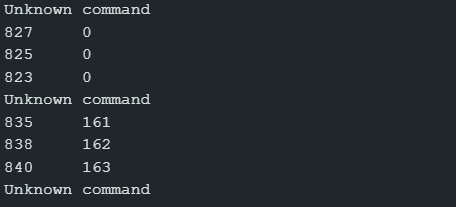 Unknown command
827 0
825 0
823 0
Unknown command
835 161
838 162
840 163
Unknown command